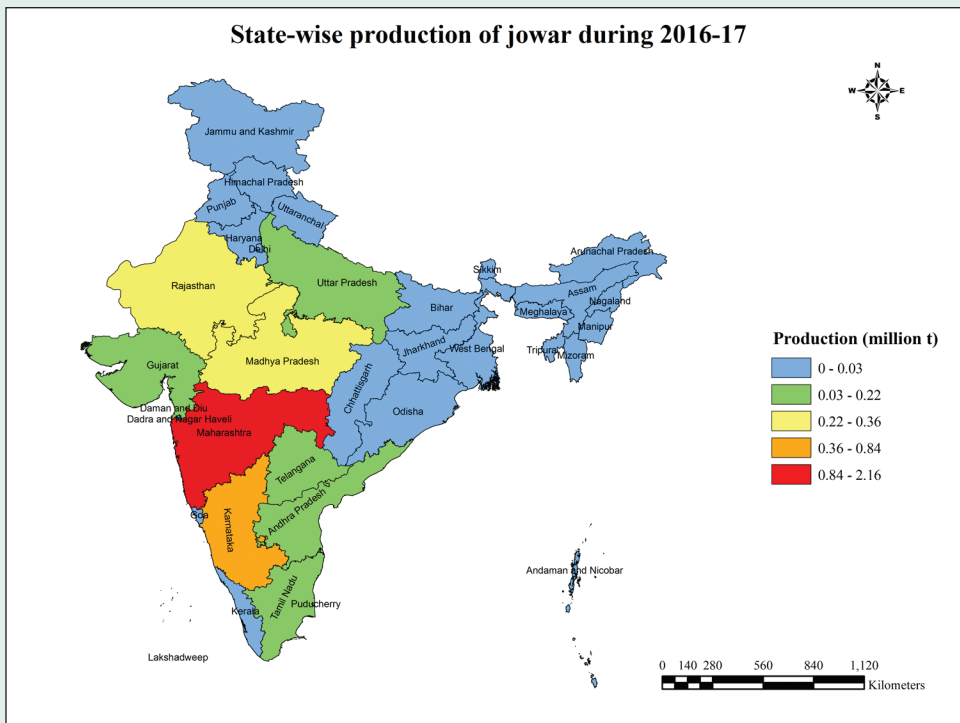 State-wise production of jowar during 2016-17
N
W E
S
Jammu and Kashmir
Himachal Pradesh
Punjab
Uttaranchal
Haryana
Delhi
Arunachal Pradesh
Sikkim
Rajasthan
Uttar Pradesh
Assam
Nagaland
Bihar
Meghalaya
Manipur
Jharkhand
West Bengal
Tripura
Mizoram
Gujarat
Madhya Pradesh
Chhattisgarh
Daman and Diu
Dadra and Nagar Haveli
Odisha
Maharashtra
Telangana
Goa
Karnataka
Andhra Pradesh
Andaman and Nicobar
Tamil Nadu
Puducherry
Kerala
Lakshadweep
Production (million t)
0 - 0.03
0.03 - 0.22
0.22 - 0.36
0.36 - 0.84
0.84 - 2.16
0 140 280 560 840 1,120
Kilometers